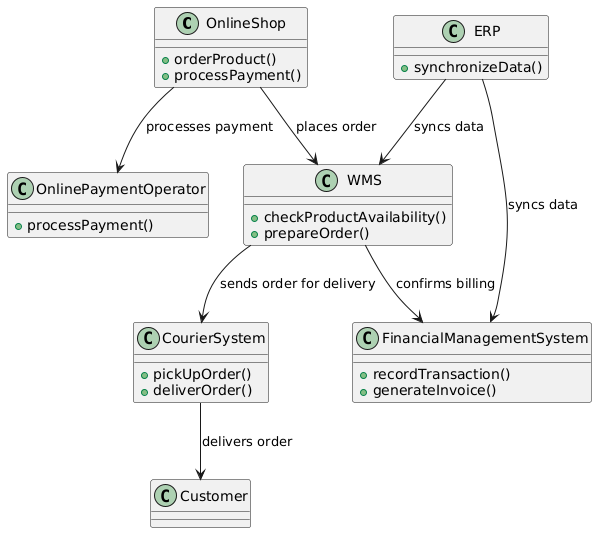 C OnlineShop
orderProduct()
processPayment()
C ERP
synchronizeData()
processes payment
places order
syncs data
C OnlinePaymentOperator
processPayment()
C WMS
checkProductAvailability()
prepareOrder()
syncs data
sends order for delivery
confirms billing
C CourierSystem
pickUpOrder()
deliverOrder()
C FinancialManagementSystem
recordTransaction()
generateInvoice()
delivers order
C Customer